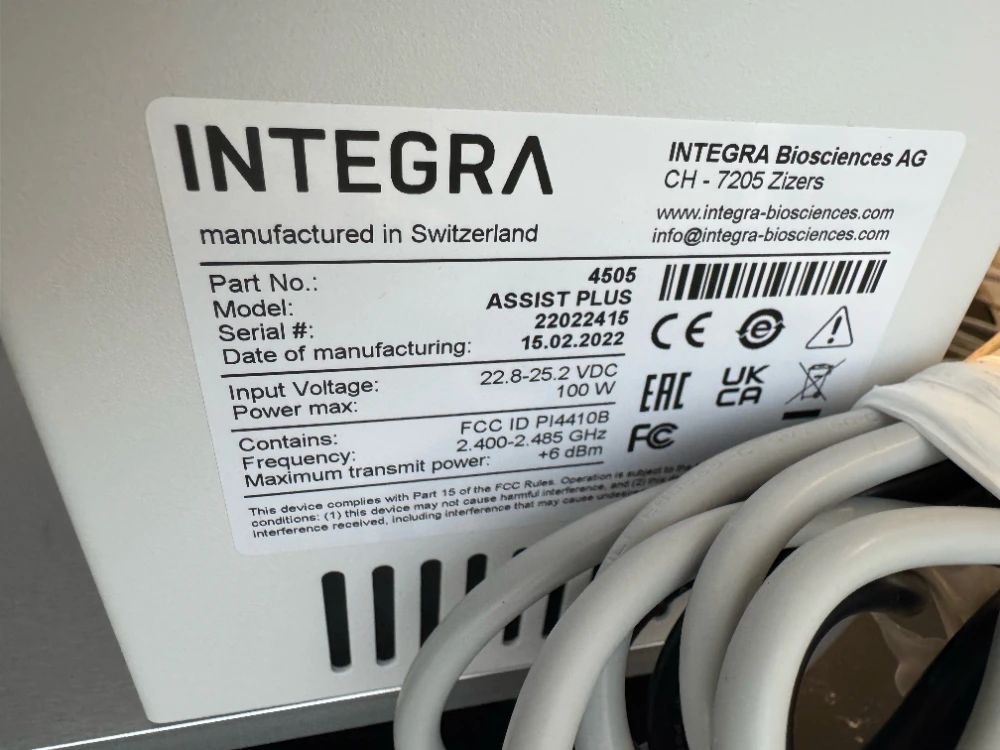 INTEGRA
INTEGRA Biosciences AG
CH - 7205 Zizers
www.integra-biosciences.com
info@integra-biosciences.com
manufactured in Switzerland
Part No.: 4505
Model: ASSIST PLUS
Serial #: 22022415
Date of manufacturing: 15.02.2022
CE e
Input Voltage: 22.8-25.2 VDC
Power max: 100 W
EAC UK CA
Contains: FCC ID PI4410B
Frequency: 2.400-2.485 GHz
Maximum transmit power: +6 dBm
FC
This device complies with Part 15 of the FCC Rules. Operation is subject to the
conditions: (1) this device may not cause harmful interference, and (2) this
interference received, including interference that may cause